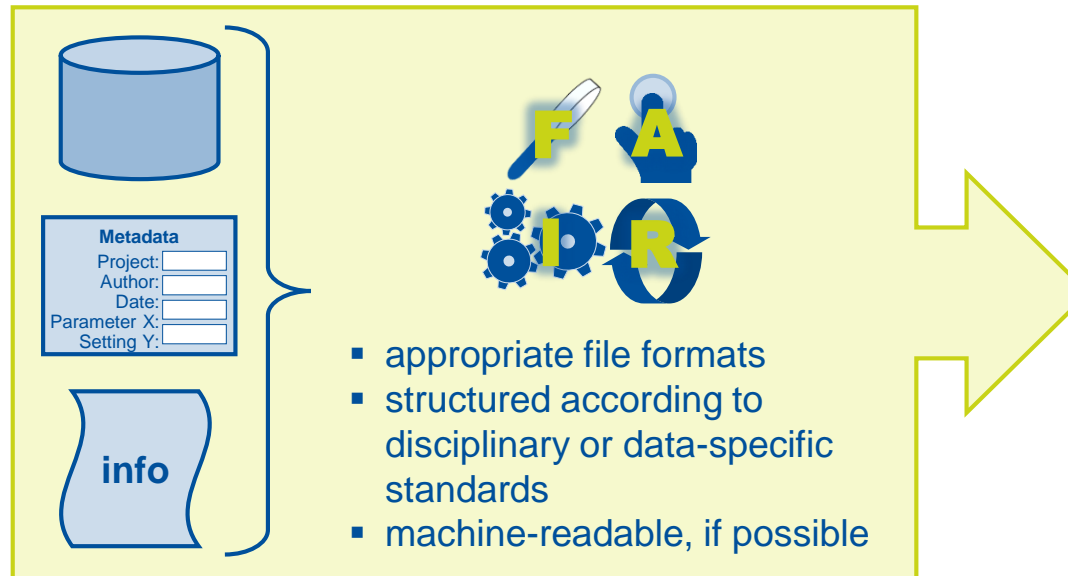 Metadata
Project:
Author:
Date:
Parameter X:
Setting Y:
info
F A
I R
▪ appropriate file formats
▪ structured according to
disciplinary or data-specific
standards
▪ machine-readable, if possible